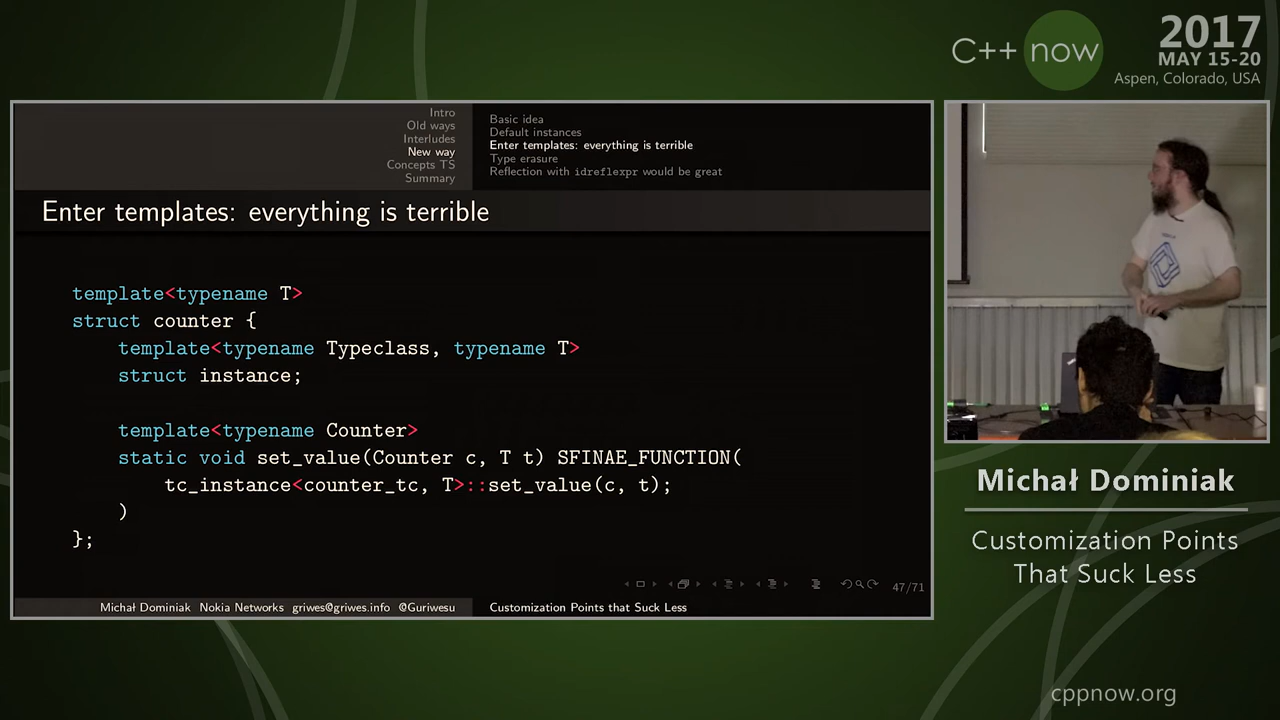 C++ now
2017
MAY 15-20
Aspen, Colorado, USA
Intro
Old ways
Interludes
New way
Concepts TS
Summary
Basic idea
Default instances
Enter templates: everything is terrible
Type erasure
Reflection with idreflexpr would be great
Enter templates: everything is terrible
template<typename T>
struct counter {
template<typename Typeclass, typename T>
struct instance;
template<typename Counter>
static void set_value(Counter c, T t) SFINAE_FUNCTION(
tc_instance<counter_tc, T>::set_value(c, t);
)
};
47/71
Michał Dominiak Nokia Networks griwes@griwes.info @Guriwesu
Customization Points that Suck Less
Michał Dominiak
Customization Points
That Suck Less
cppnow.org